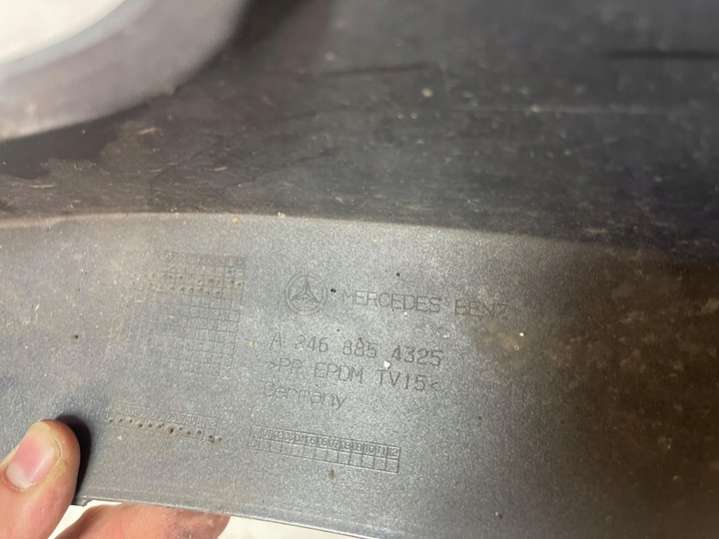 MERCEDES BENZ
A 246 885 4325
>PP EPDM TV15<
Germany